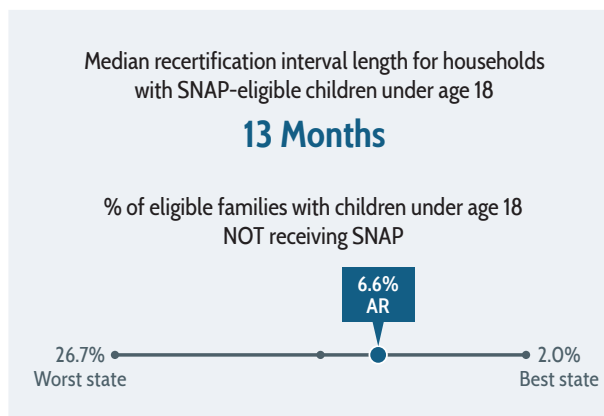 Median recertification interval length for households
with SNAP-eligible children under age 18
13 Months
% of eligible families with children under age 18
NOT receiving SNAP
6.6%
AR
26.7%
Worst state
2.0%
Best state